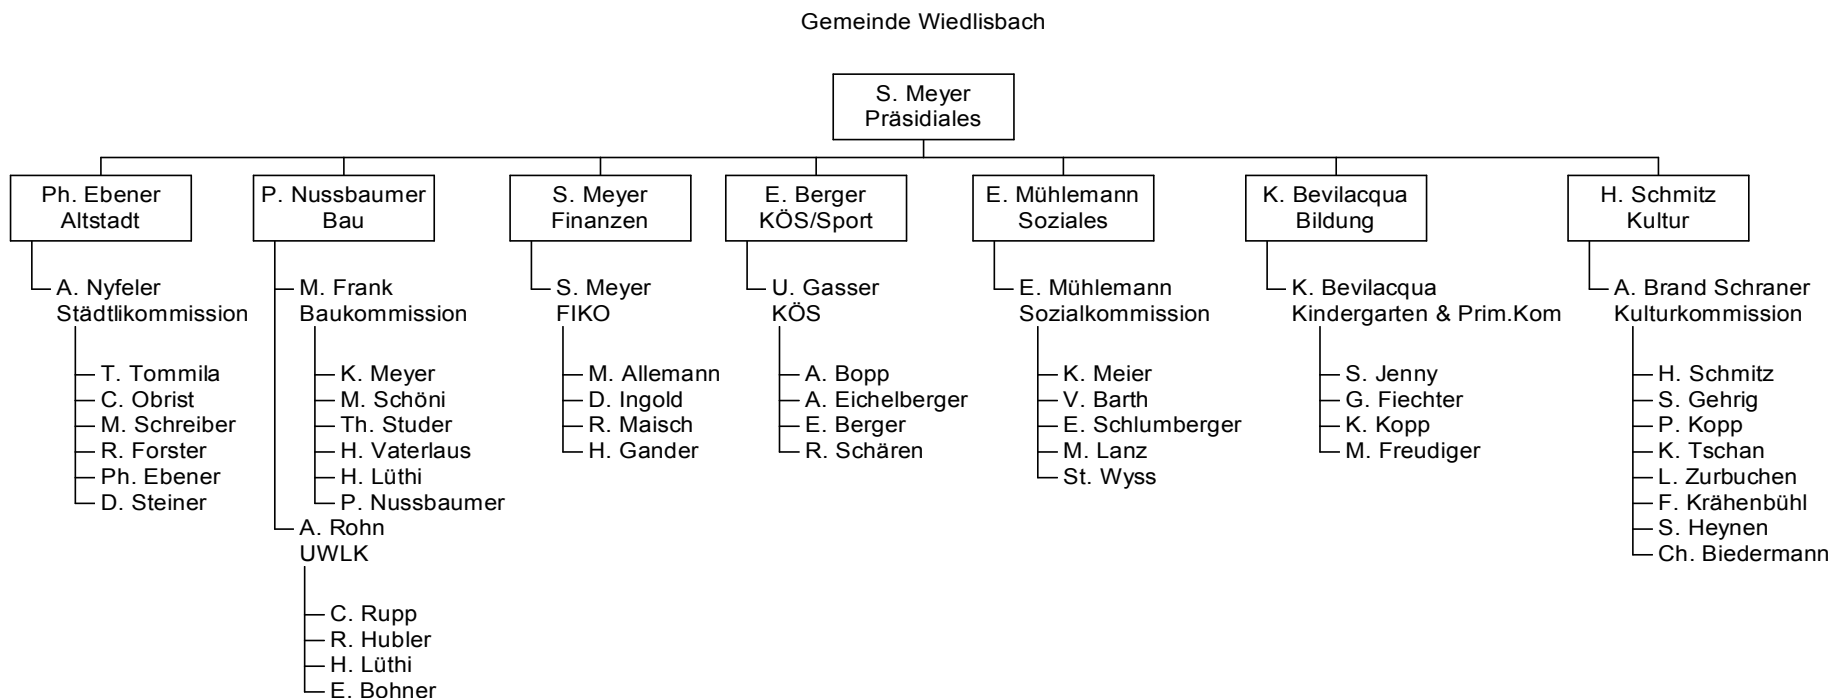 Gemeinde Wiedlisbach
S. Meyer
Präsidiales
Ph. Ebener
Altstadt
A. Nyfeler
Städtlikommission
T. Tommila
C. Obrist
M. Schreiber
R. Forster
Ph. Ebener
D. Steiner
P. Nussbaumer
Bau
M. Frank
Baukommission
K. Meyer
M. Schöni
Th. Studer
H. Vaterlaus
H. Lüthi
P. Nussbaumer
A. Rohn
UWLK
C. Rupp
R. Hubler
H. Lüthi
E. Bohner
S. Meyer
Finanzen
S. Meyer
FIKO
M. Allemann
D. Ingold
R. Maisch
H. Gander
E. Berger
KÖS/Sport
U. Gasser
KÖS
A. Bopp
A. Eichelberger
E. Berger
R. Schären
E. Mühlemann
Soziales
E. Mühlemann
Sozialkommission
K. Meier
V. Barth
E. Schlumberger
M. Lanz
St. Wyss
K. Bevilacqua
Bildung
K. Bevilacqua
Kindergarten & Prim.Kom
S. Jenny
G. Fiechter
K. Kopp
M. Freudiger
H. Schmitz
Kultur
A. Brand Schraner
Kulturkommission
H. Schmitz
S. Gehrig
P. Kopp
K. Tschan
L. Zurbuchen
F. Krähenbühl
S. Heynen
Ch. Biedermann